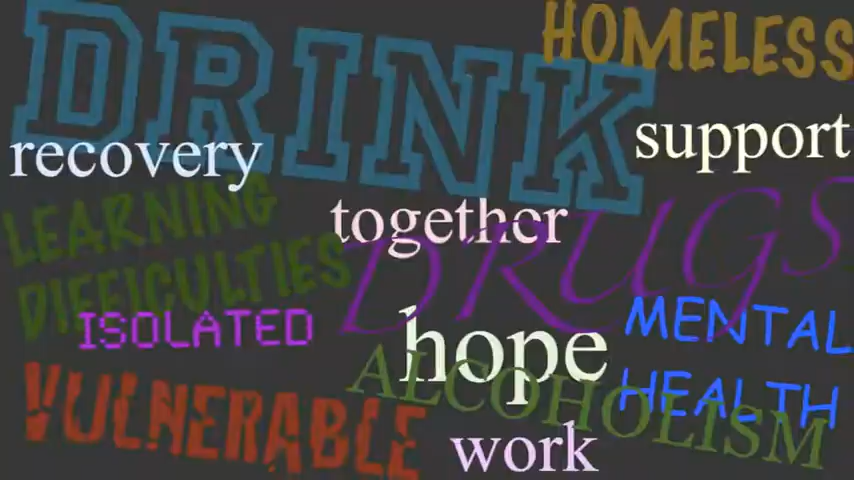 DRINK
HOMELESS
recovery
support
LEARNING
DIFFICULTIES
together
DRUGS
ISOLATED
hope
MENTAL
HEALTH
VULNERABLE
ALCOHOLISM
work